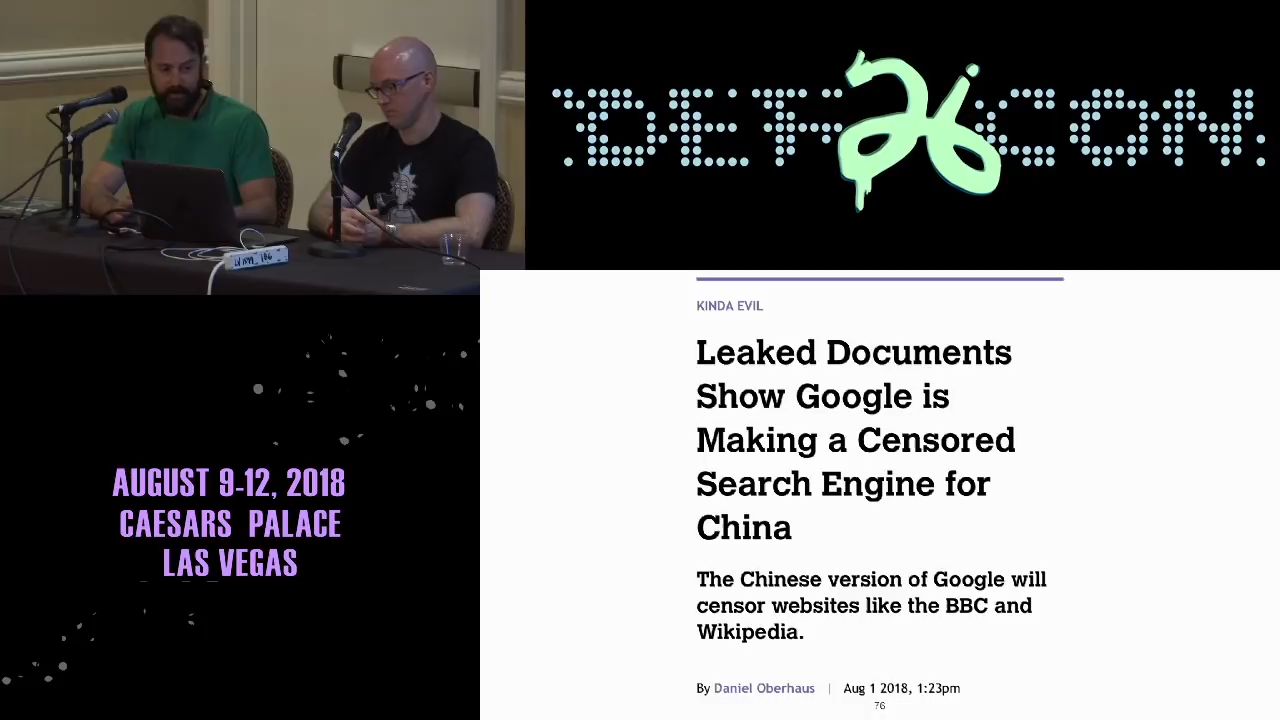 DEF CON
26
AUGUST 9-12, 2018
CAESARS PALACE
LAS VEGAS
KINDA EVIL
Leaked Documents
Show Google is
Making a Censored
Search Engine for
China
The Chinese version of Google will
censor websites like the BBC and
Wikipedia.
By Daniel Oberhaus | Aug 1 2018, 1:23pm
76